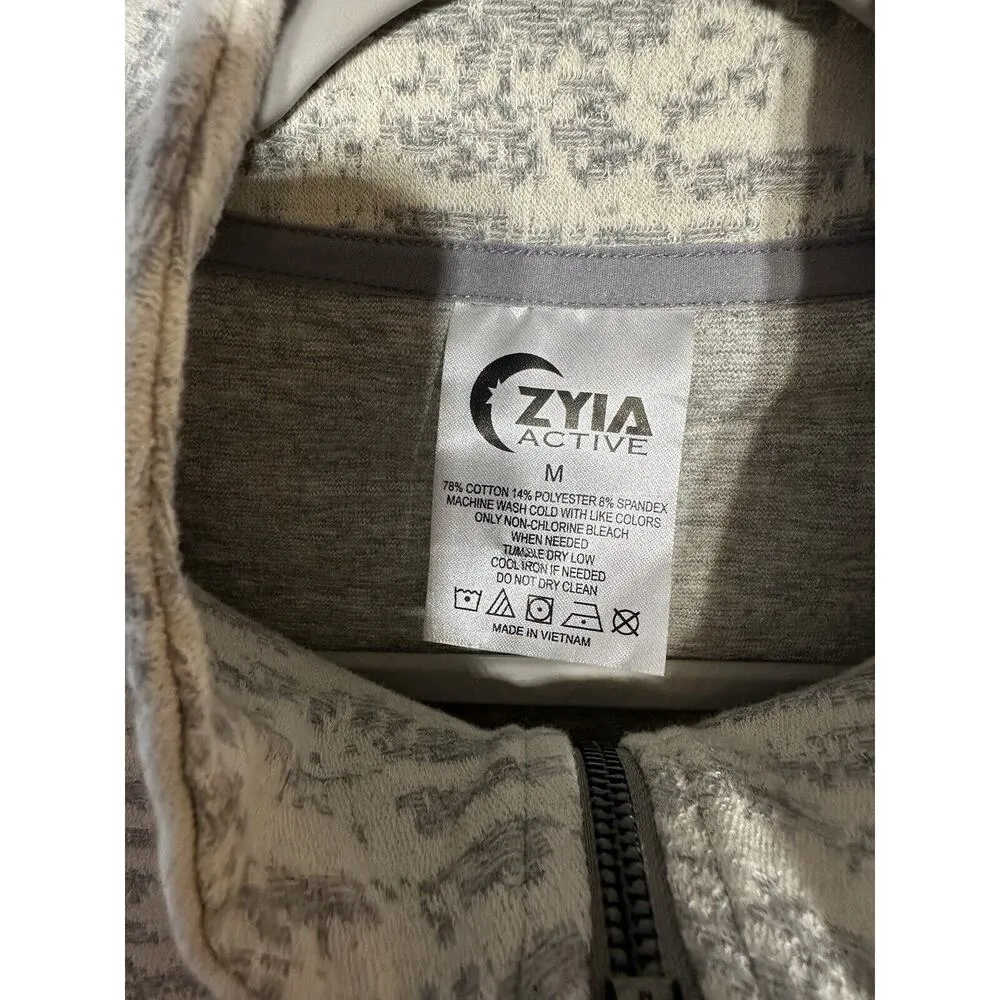 ZYIA
ACTIVE
M
78% COTTON 14% POLYESTER 8% SPANDEX
MACHINE WASH COLD WITH LIKE COLORS
ONLY NON-CHLORINE BLEACH
WHEN NEEDED
TUMBLE DRY LOW
COOL IRON IF NEEDED
DO NOT DRY CLEAN
MADE IN VIETNAM